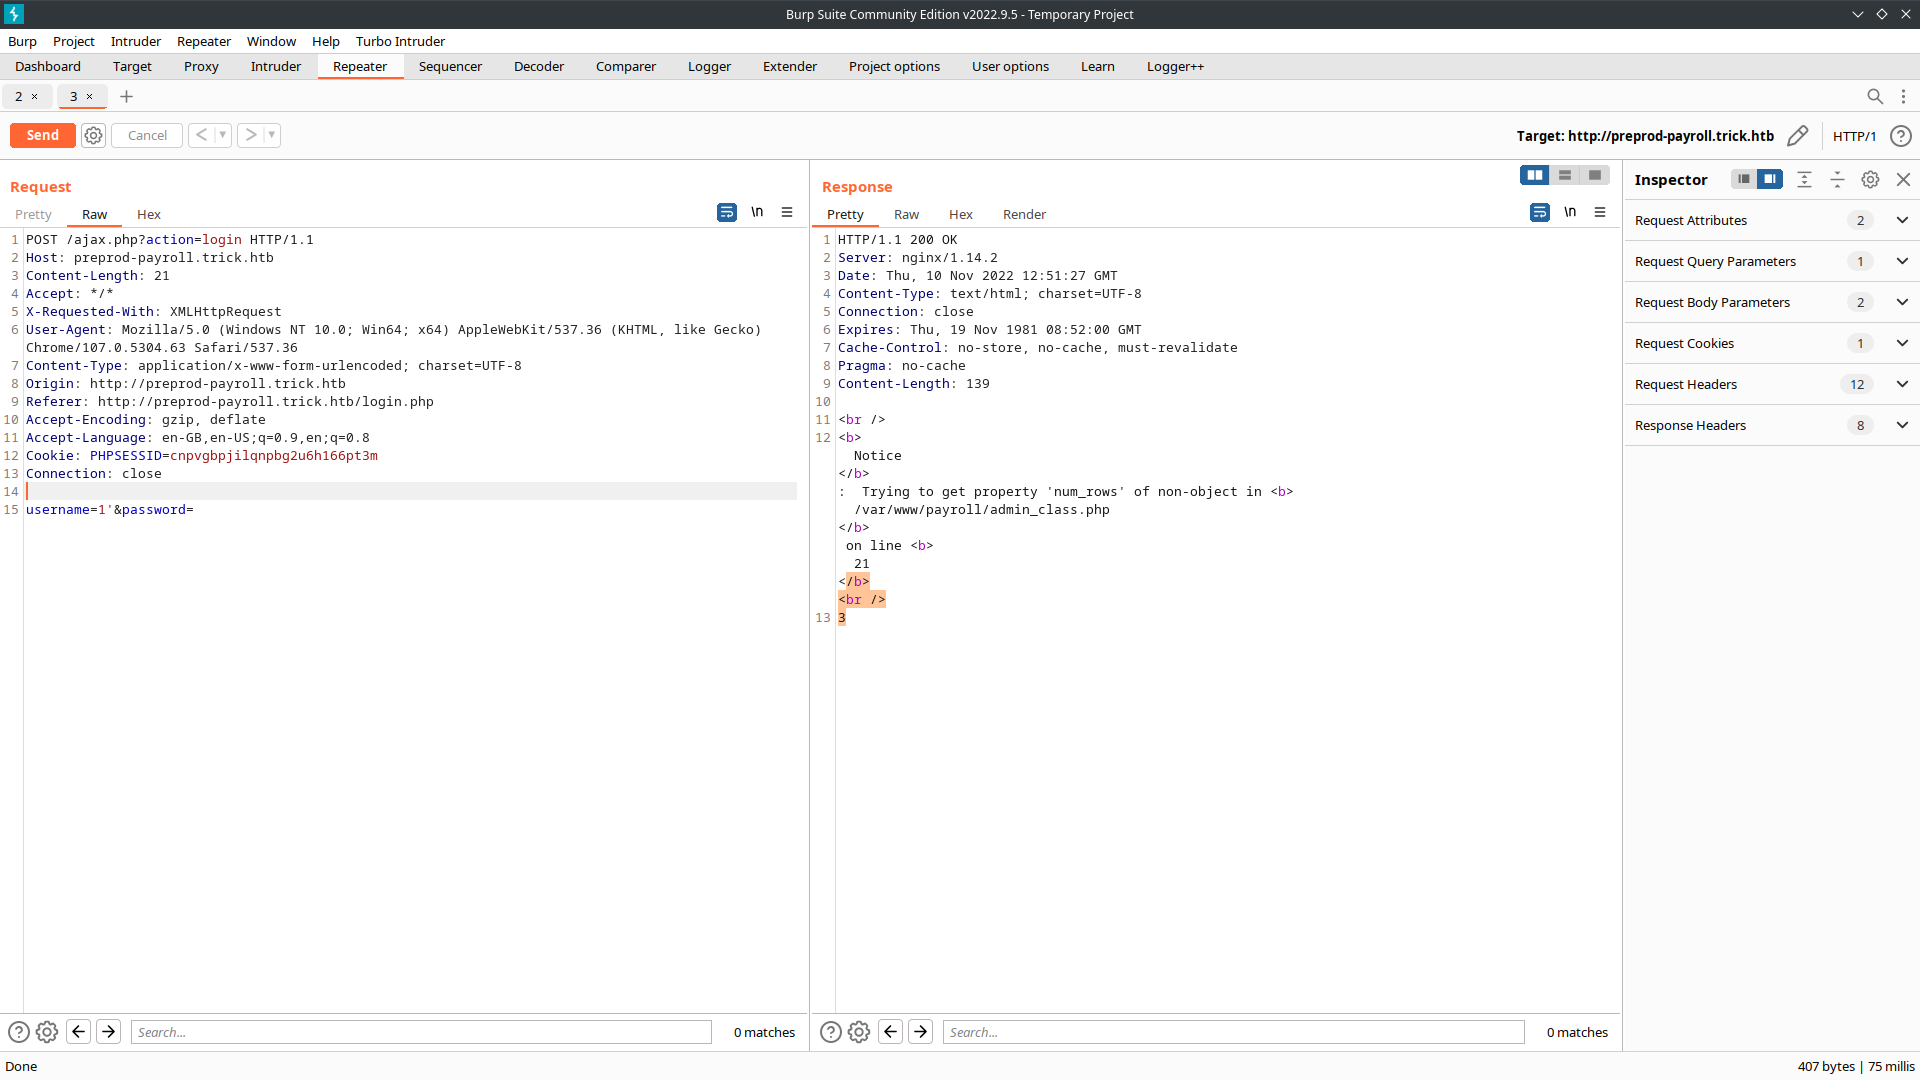 Burp Suite Community Edition v2022.9.5 - Temporary Project
Burp Project Intruder Repeater Window Help Turbo Intruder
Dashboard Target Proxy Intruder Repeater Sequencer Decoder Comparer Logger Extender Project options User options Learn Logger++
2 × 3 × +
Send Cancel < > Target: http://preprod-payroll.trick.htb HTTP/1 ?
Request
Pretty Raw Hex \n
1 POST /ajax.php?action=login HTTP/1.1
2 Host: preprod-payroll.trick.htb
3 Content-Length: 21
4 Accept: */*
5 X-Requested-With: XMLHttpRequest
6 User-Agent: Mozilla/5.0 (Windows NT 10.0; Win64; x64) AppleWebKit/537.36 (KHTML, like Gecko)
Chrome/107.0.5304.63 Safari/537.36
7 Content-Type: application/x-www-form-urlencoded; charset=UTF-8
8 Origin: http://preprod-payroll.trick.htb
9 Referer: http://preprod-payroll.trick.htb/login.php
10 Accept-Encoding: gzip, deflate
11 Accept-Language: en-GB,en-US;q=0.9,en;q=0.8
12 Cookie: PHPSESSID=cnpvgbpjilqnpbg2u6h166pt3m
13 Connection: close
14
15 username=1'&password=
? Search... 0 matches
Response
Pretty Raw Hex Render \n
1 HTTP/1.1 200 OK
2 Server: nginx/1.14.2
3 Date: Thu, 10 Nov 2022 12:51:27 GMT
4 Content-Type: text/html; charset=UTF-8
5 Connection: close
6 Expires: Thu, 19 Nov 1981 08:52:00 GMT
7 Cache-Control: no-store, no-cache, must-revalidate
8 Pragma: no-cache
9 Content-Length: 139
10
11 <br />
12 <b>
Notice
</b>
: Trying to get property 'num_rows' of non-object in <b>
/var/www/payroll/admin_class.php
</b>
on line <b>
21
</b>
<br />
13 3
? Search... 0 matches
Inspector
Request Attributes 2
Request Query Parameters 1
Request Body Parameters 2
Request Cookies 1
Request Headers 12
Response Headers 8
Done 407 bytes | 75 millis